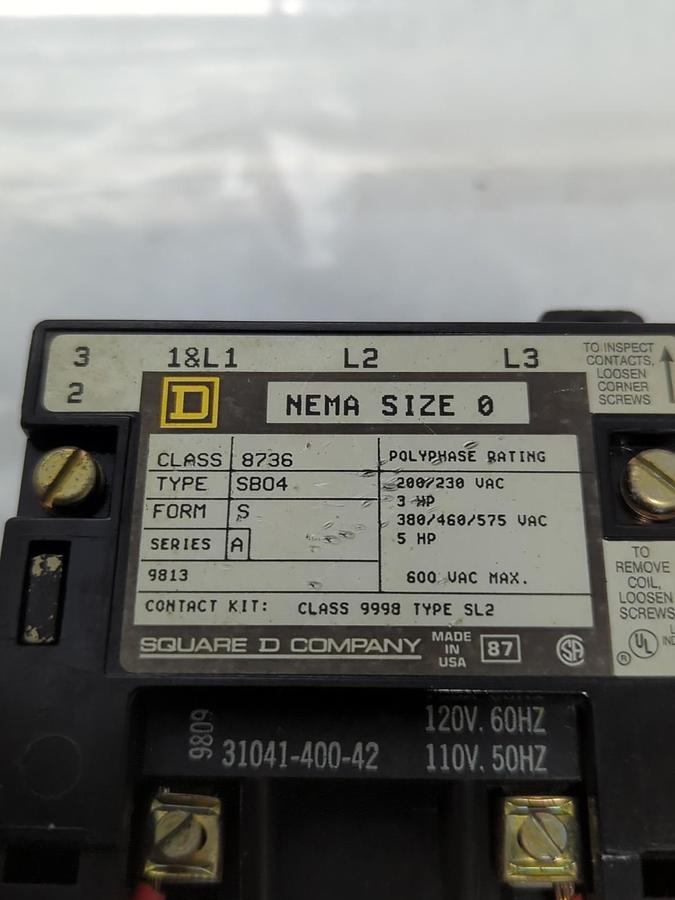 3 1&L1 L2 L3
2
TO INSPECT
CONTACTS,
LOOSEN
CORNER
SCREWS
D
NEMA SIZE 0
CLASS 8736
TYPE SB04
FORM S
SERIES A
9813
POLYPHASE RATING
200/230 VAC
3 HP
380/460/575 VAC
5 HP
600 VAC MAX.
CONTACT KIT: CLASS 9998 TYPE SL2
SQUARE D COMPANY
MADE
IN
USA
87
SA
TO
REMOVE
COIL,
LOOSEN
SCREWS
UL
®
9809
31041-400-42
120V. 60HZ
110V. 50HZ